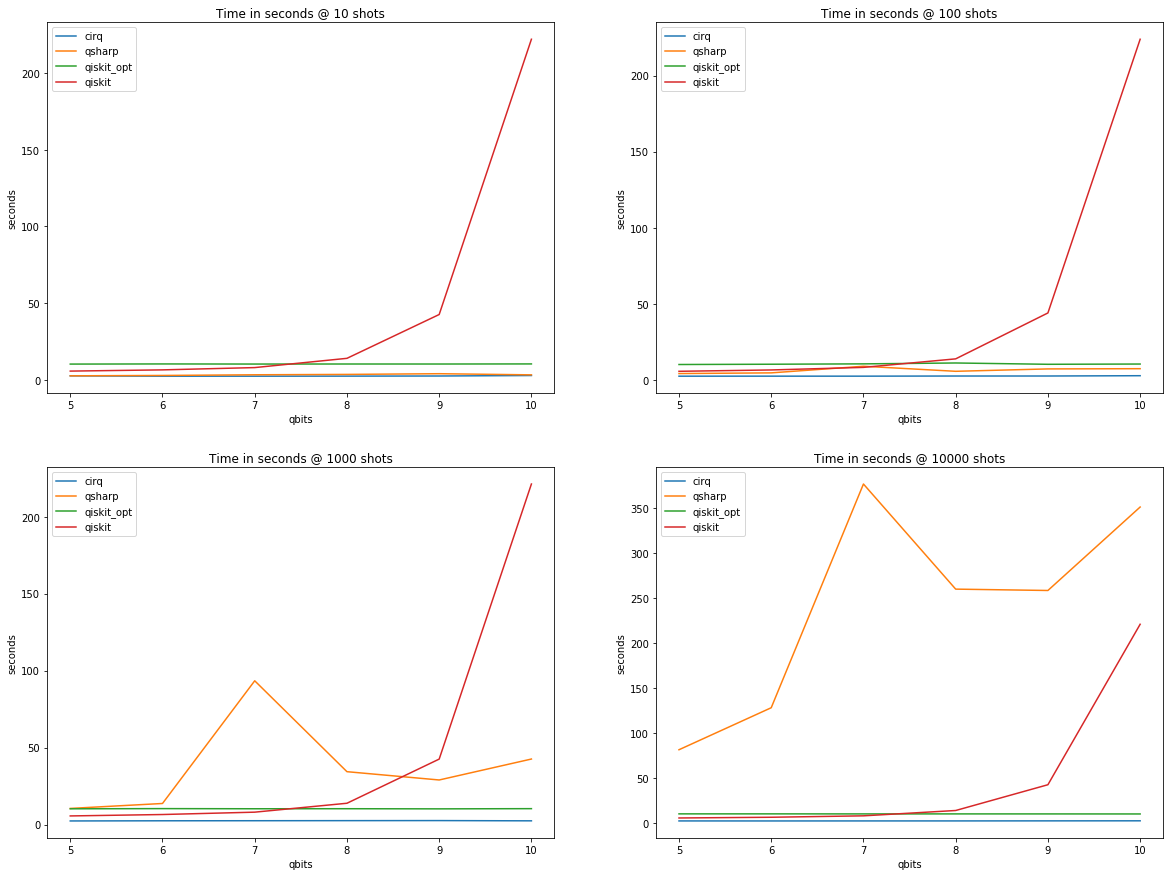 Time in seconds @ 10 shots
cirq
qsharp
qiskit_opt
qiskit
200
150
100
50
0
seconds
5 6 7 8 9 10
qbits
Time in seconds @ 100 shots
cirq
qsharp
qiskit_opt
qiskit
200
150
100
50
0
seconds
5 6 7 8 9 10
qbits
Time in seconds @ 1000 shots
cirq
qsharp
qiskit_opt
qiskit
200
150
100
50
0
seconds
5 6 7 8 9 10
qbits
Time in seconds @ 10000 shots
cirq
qsharp
qiskit_opt
qiskit
350
300
250
200
150
100
50
0
seconds
5 6 7 8 9 10
qbits